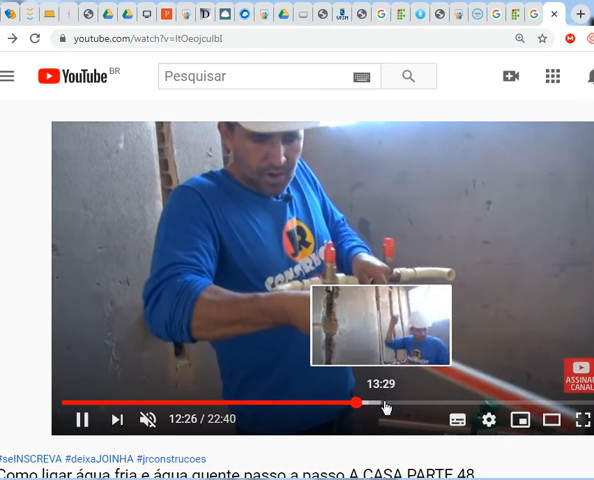 youtube.com/watch?v=ItOeojcuIbI
YouTube BR
Pesquisar
13:29
ASSINAR
CANAL
12:26 / 22:40
#seINSCREVA #deixaJOINHA #jrconstrucoes
Como ligar água fria e água quente passo a passo A CASA PARTE 48